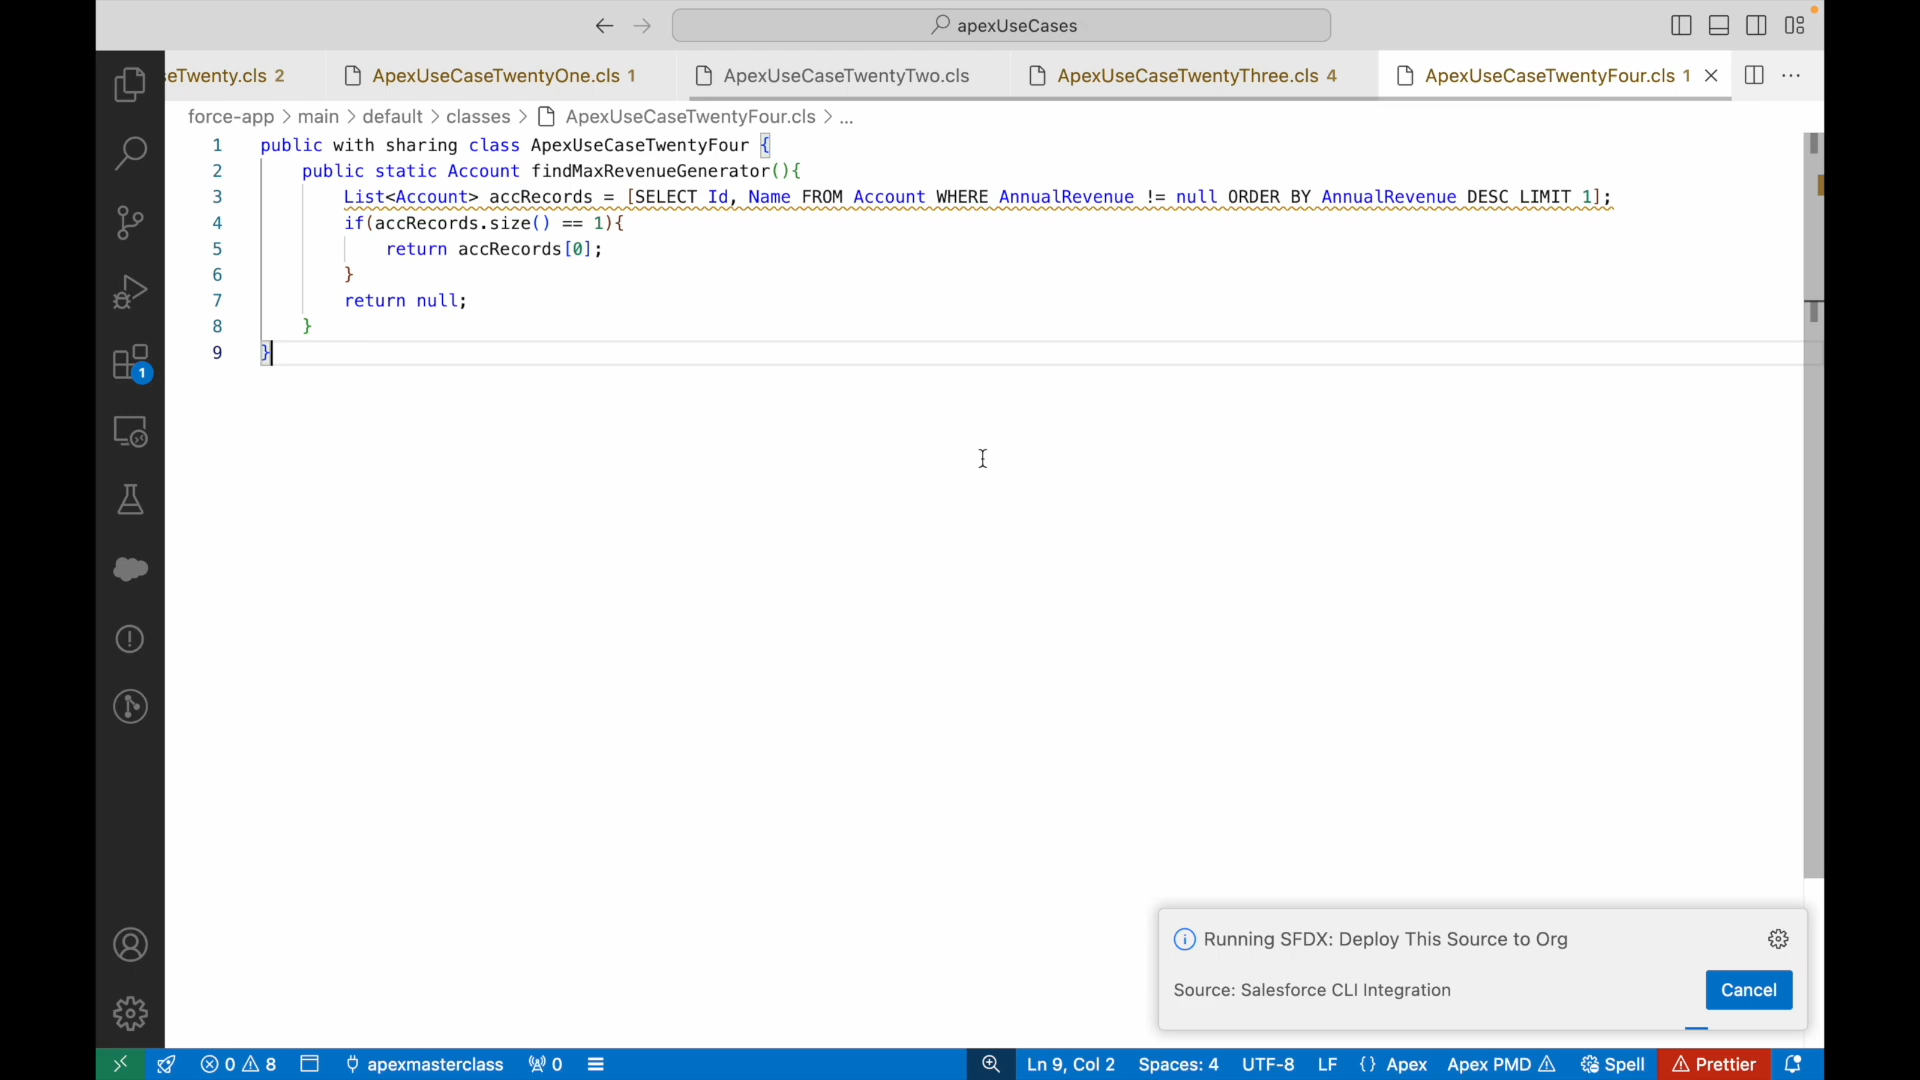 apexUseCases
seTwenty.cls 2
ApexUseCaseTwentyOne.cls 1
ApexUseCaseTwentyTwo.cls
ApexUseCaseTwentyThree.cls 4
ApexUseCaseTwentyFour.cls 1
force-app > main > default > classes > ApexUseCaseTwentyFour.cls > ...
1 public with sharing class ApexUseCaseTwentyFour {
2 public static Account findMaxRevenueGenerator(){
3 List<Account> accRecords = [SELECT Id, Name FROM Account WHERE AnnualRevenue != null ORDER BY AnnualRevenue DESC LIMIT 1];
4 if(accRecords.size() == 1){
5 return accRecords[0];
6 }
7 return null;
8 }
9 }
1
Running SFDX: Deploy This Source to Org
Source: Salesforce CLI Integration
Cancel
0 8 apexmasterclass 0 Ln 9, Col 2 Spaces: 4 UTF-8 LF {} Apex Apex PMD Spell Prettier